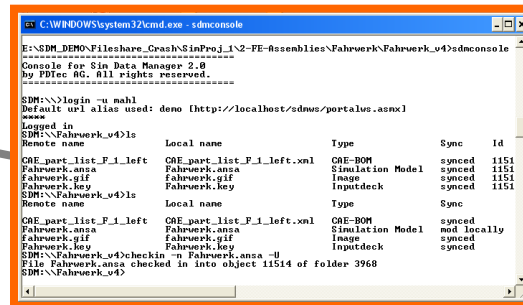 C:\WINDOWS\system32\cmd.exe - sdmconsole
E:\SDM_DEMO\Fileshare_Crash\SimProj_1\2-FE-Assemblies\Fahrwerk\Fahrwerk_v4>sdmconsole
====================================
Console for Sim Data Manager 2.0
by PDTec AG. All rights reserved.
====================================
SDM:\\>login -u mahl
Default url alias used: demo [http://localhost/sdmws/portalws.asmx]
****
Logged in
SDM:\\Fahrwerk_v4>ls
Remote name Local name Type Sync Id
CAE_part_list_F_1_left CAE_part_list_F_1_left.xml CAE-BOM synced 1151
Fahrwerk.ansa Fahrwerk.ansa Simulation Model synced 1151
fahrwerk.gif fahrwerk.gif Image synced 1151
Fahrwerk.key Fahrwerk.key Inputdeck synced 1151
SDM:\\Fahrwerk_v4>ls
Remote name Local name Type Sync
CAE_part_list_F_1_left CAE_part_list_F_1_left.xml CAE-BOM synced
Fahrwerk.ansa Fahrwerk.ansa Simulation Model mod locally
fahrwerk.gif fahrwerk.gif Image synced
Fahrwerk.key Fahrwerk.key Inputdeck synced
SDM:\\Fahrwerk_v4>checkin -n Fahrwerk.ansa -U
File Fahrwerk.ansa checked in into object 11514 of folder 3968
SDM:\\Fahrwerk_v4>